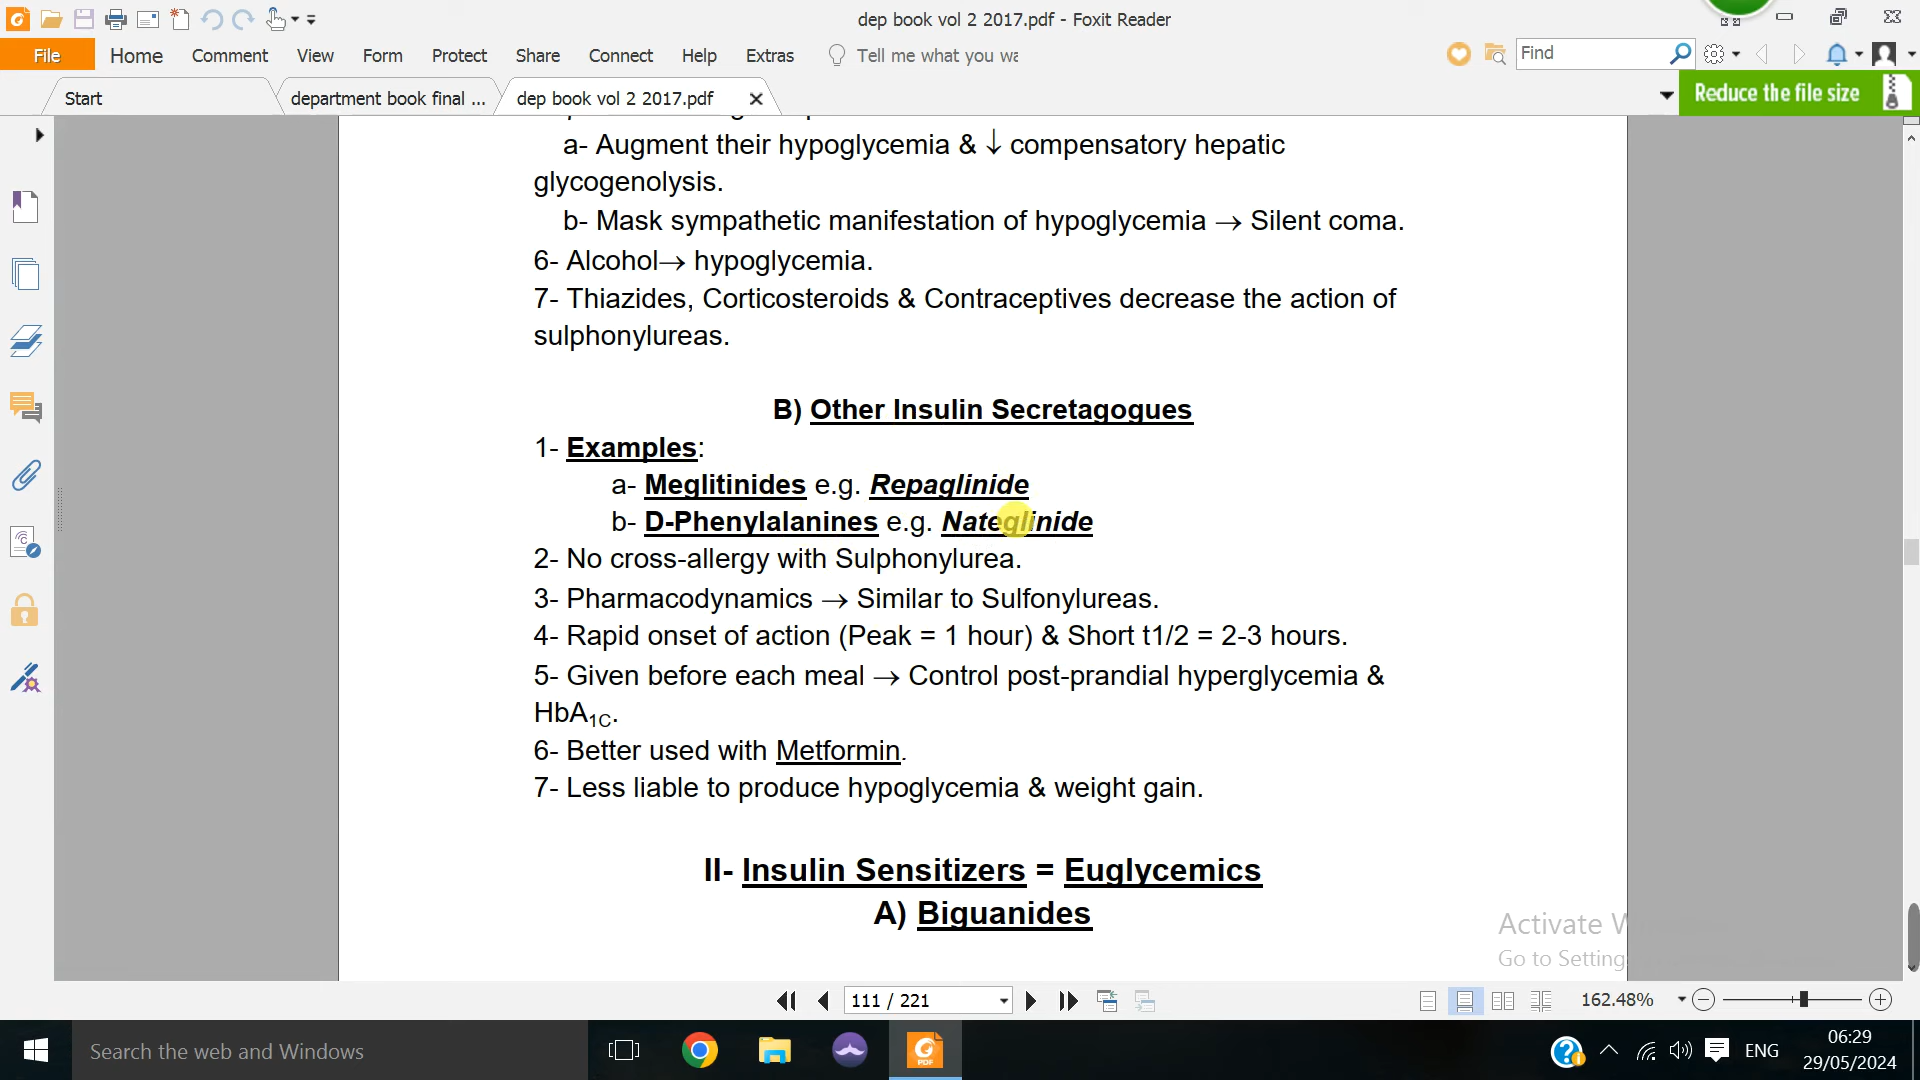 dep book vol 2 2017.pdf - Foxit Reader
File Home Comment View Form Protect Share Connect Help Extras Tell me what you wa Find
Start department book final ... dep book vol 2 2017.pdf Reduce the file size
a- Augment their hypoglycemia & ↓ compensatory hepatic
glycogenolysis.
b- Mask sympathetic manifestation of hypoglycemia → Silent coma.
6- Alcohol→ hypoglycemia.
7- Thiazides, Corticosteroids & Contraceptives decrease the action of
sulphonylureas.
B) Other Insulin Secretagogues
1- Examples:
a- Meglitinides e.g. Repaglinide
b- D-Phenylalanines e.g. Nateglinide
2- No cross-allergy with Sulphonylurea.
3- Pharmacodynamics → Similar to Sulfonylureas.
4- Rapid onset of action (Peak = 1 hour) & Short t1/2 = 2-3 hours.
5- Given before each meal → Control post-prandial hyperglycemia &
HbA1C.
6- Better used with Metformin.
7- Less liable to produce hypoglycemia & weight gain.
II- Insulin Sensitizers = Euglycemics
A) Biguanides
Activate
Go to Setting
111 / 221 162.48%
Search the web and Windows
PDF
ENG
06:29
29/05/2024